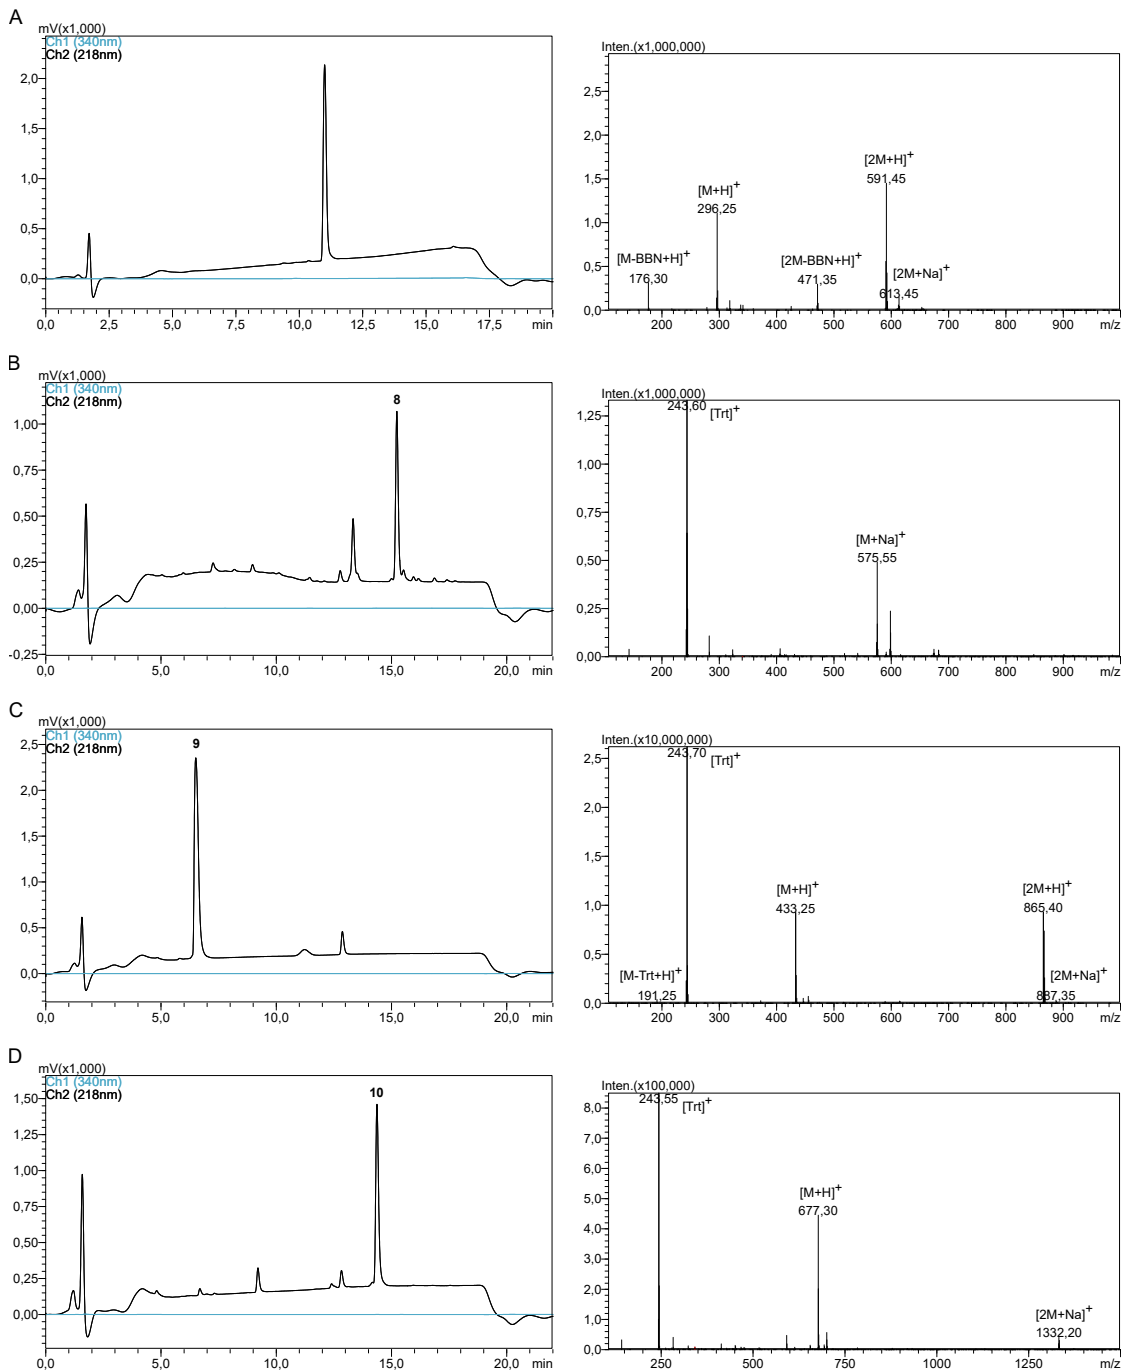 A
mV(x1,000)
Ch1 (340nm)
Ch2 (218nm)
2,0
1,5
1,0
0,5
0,0
0,0 2,5 5,0 7,5 10,0 12,5 15,0 17,5 min
Inten.(x1,000,000)
2,5
2,0
1,5
1,0
0,5
0,0
[M-BBN+H]+
176,30
[M+H]+
296,25
[2M-BBN+H]+
471,35
[2M+H]+
591,45
[2M+Na]+
613,45
200 300 400 500 600 700 800 900 m/z
B
mV(x1,000)
Ch1 (340nm)
Ch2 (218nm)
8
1,00
0,75
0,50
0,25
0,00
-0,25
0,0 5,0 10,0 15,0 20,0 min
Inten.(x1,000,000)
1,25
1,00
0,75
0,50
0,25
0,00
243,60 [Trt]+
[M+Na]+
575,55
200 300 400 500 600 700 800 900 m/z
C
mV(x1,000)
Ch1 (340nm)
Ch2 (218nm)
9
2,5
2,0
1,5
1,0
0,5
0,0
0,0 5,0 10,0 15,0 20,0 min
Inten.(x10,000,000)
2,5
2,0
1,5
1,0
0,5
0,0
243,70 [Trt]+
[M-Trt+H]+
191,25
[M+H]+
433,25
[2M+H]+
865,40
[2M+Na]+
887,35
200 300 400 500 600 700 800 900 m/z
D
mV(x1,000)
Ch1 (340nm)
Ch2 (218nm)
10
1,50
1,25
1,00
0,75
0,50
0,25
0,00
0,0 5,0 10,0 15,0 20,0 min
Inten.(x100,000)
8,0
7,0
6,0
5,0
4,0
3,0
2,0
1,0
0,0
243,55 [Trt]+
[M+H]+
677,30
[2M+Na]+
1332,20
250 500 750 1000 1250 m/z